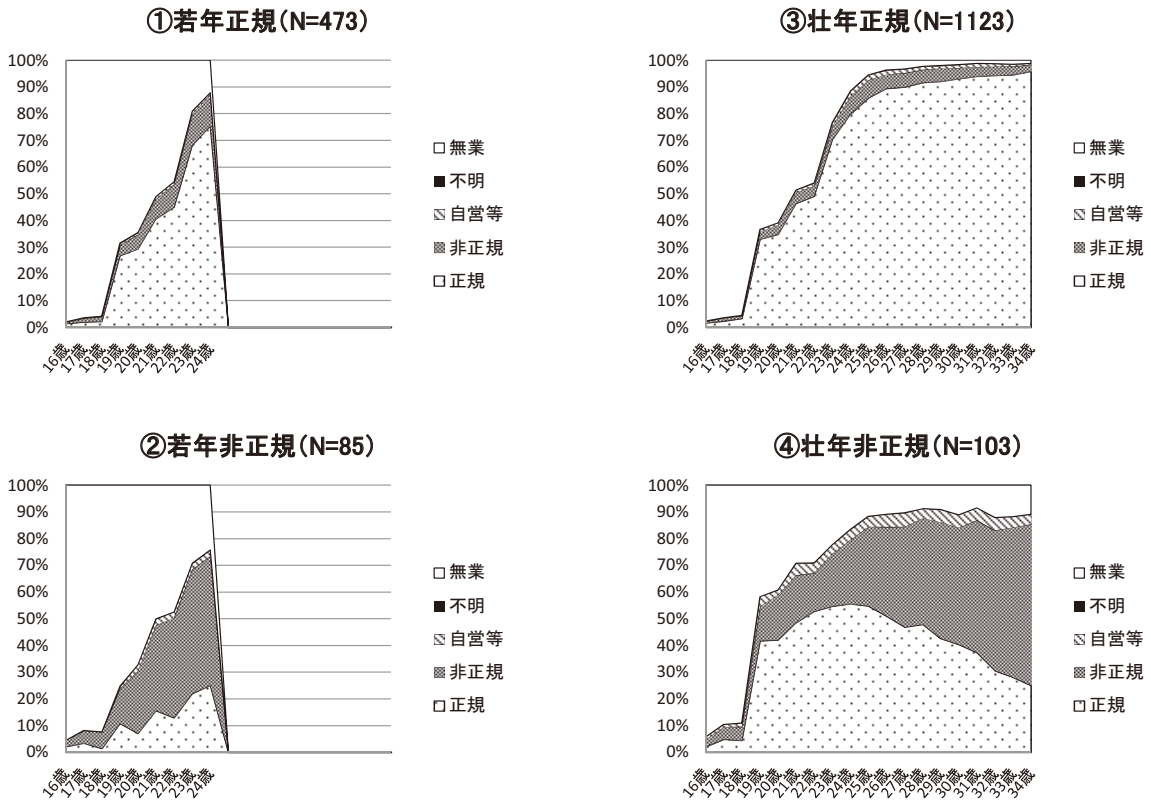 ①若年正規(N=473)
100%
90%
80%
70%
60%
50%
40%
30%
20%
10%
0%
16歳
17歳
18歳
19歳
20歳
21歳
22歳
23歳
24歳
無業
不明
自営等
非正規
正規
③壮年正規(N=1123)
100%
90%
80%
70%
60%
50%
40%
30%
20%
10%
0%
16歳
17歳
18歳
19歳
20歳
21歳
22歳
23歳
24歳
25歳
26歳
27歳
28歳
29歳
30歳
31歳
32歳
33歳
34歳
無業
不明
自営等
非正規
正規
②若年非正規(N=85)
100%
90%
80%
70%
60%
50%
40%
30%
20%
10%
0%
16歳
17歳
18歳
19歳
20歳
21歳
22歳
23歳
24歳
無業
不明
自営等
非正規
正規
④壮年非正規(N=103)
100%
90%
80%
70%
60%
50%
40%
30%
20%
10%
0%
16歳
17歳
18歳
19歳
20歳
21歳
22歳
23歳
24歳
25歳
26歳
27歳
28歳
29歳
30歳
31歳
32歳
33歳
34歳
無業
不明
自営等
非正規
正規